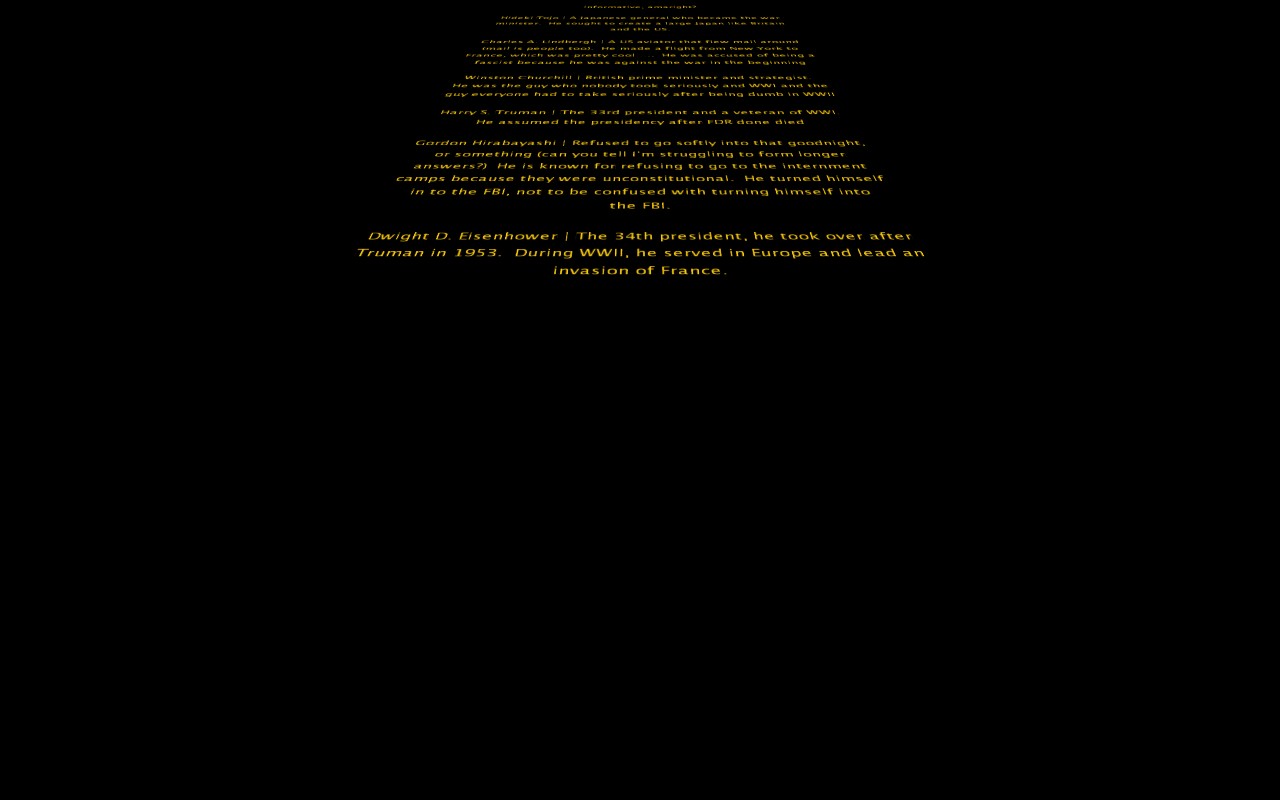 informative, amaright?
Hideki Tojo | A Japanese general who became the war
minister.  He sought to create a large Japan like Britain
and the US.
Charles A. Lindbergh | A US aviator that flew mail around
(mail is people too).  He made a flight from New York to
France, which was pretty cool .... He was accused of being a
fascist because he was against the war in the beginning
Winston Churchill | British prime minister and strategist.
He was the guy who nobody took seriously and WWI and the
guy everyone had to take seriously after being dumb in WWII
Harry S. Truman | The 33rd president and a veteran of WWI.
He assumed the presidency after FDR done died
Gordon Hirabayashi | Refused to go softly into that goodnight,
or something (can you tell I'm struggling to form longer
answers?)  He is known for refusing to go to the internment
camps because they were unconstitutional.  He turned himself
in to the FBI, not to be confused with turning himself into
the FBI.
Dwight D. Eisenhower | The 34th president, he took over after
Truman in 1953.  During WWII, he served in Europe and lead an
invasion of France.